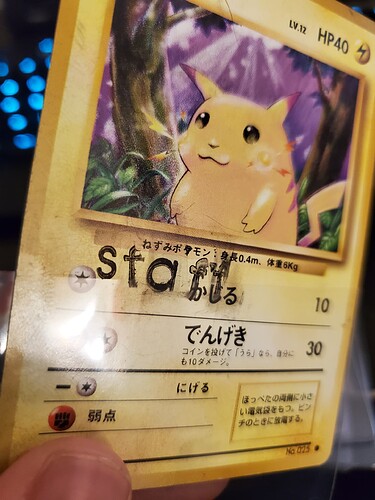 LV.12 HP40
ねずみポケモン 身長0.4m、体重6Kg
staff
かじる 10
でんげき 30
コインを投げて「うら」なら、自分に
も10ダメージ。
ー にげる
弱点
ほっぺたの両側に小さ
い電気袋をもつ。ピン
チのときに放電する。
No.025